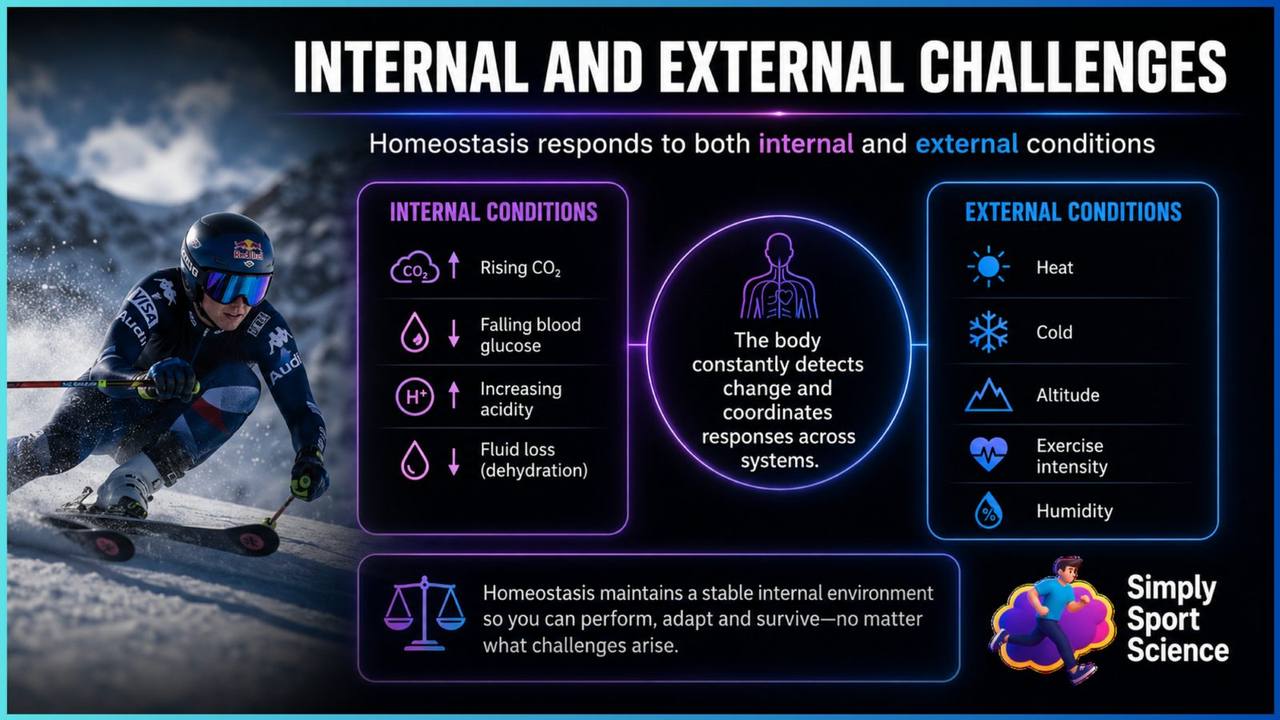 INTERNAL AND EXTERNAL CHALLENGES
Homeostasis responds to both internal and external conditions
INTERNAL CONDITIONS
CO₂
Rising CO₂
Falling blood
glucose
H⁺
Increasing
acidity
Fluid loss
(dehydration)
The body
constantly detects
change and
coordinates
responses across
systems.
EXTERNAL CONDITIONS
Heat
Cold
Altitude
Exercise
intensity
%
Humidity
Homeostasis maintains a stable internal environment
so you can perform, adapt and survive—no matter
what challenges arise.
Simply
Sport
Science
Red Bull
VISA
Audi
Audi